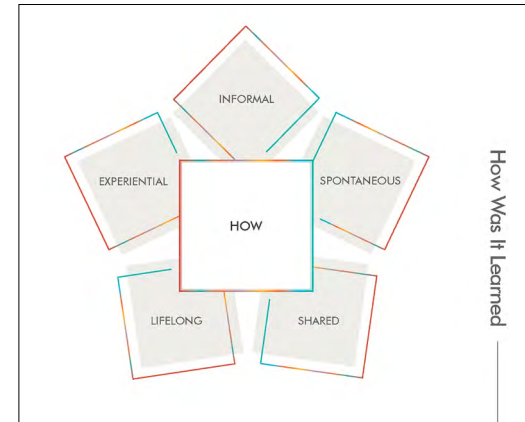 INFORMAL
EXPERIENTIAL
SPONTANEOUS
HOW
LIFELONG
SHARED
How Was It Learned